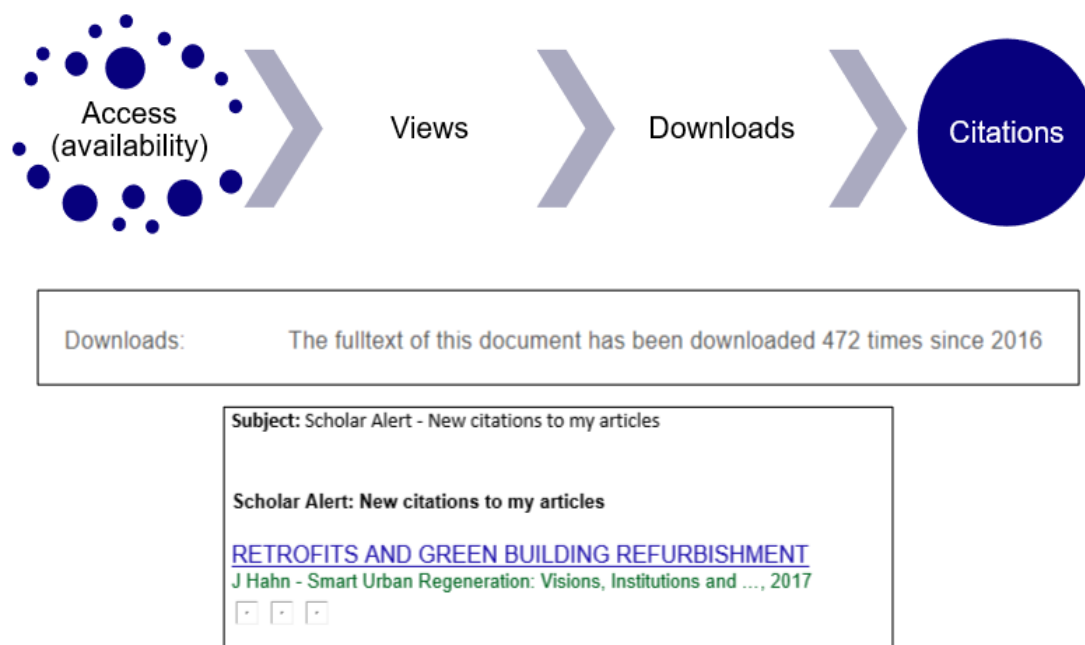 Access
(availability)
Views
Downloads
Citations
Downloads: The fulltext of this document has been downloaded 472 times since 2016
Subject: Scholar Alert - New citations to my articles
Scholar Alert: New citations to my articles
RETROFITS AND GREEN BUILDING REFURBISHMENT
J Hahn - Smart Urban Regeneration: Visions, Institutions and ..., 2017